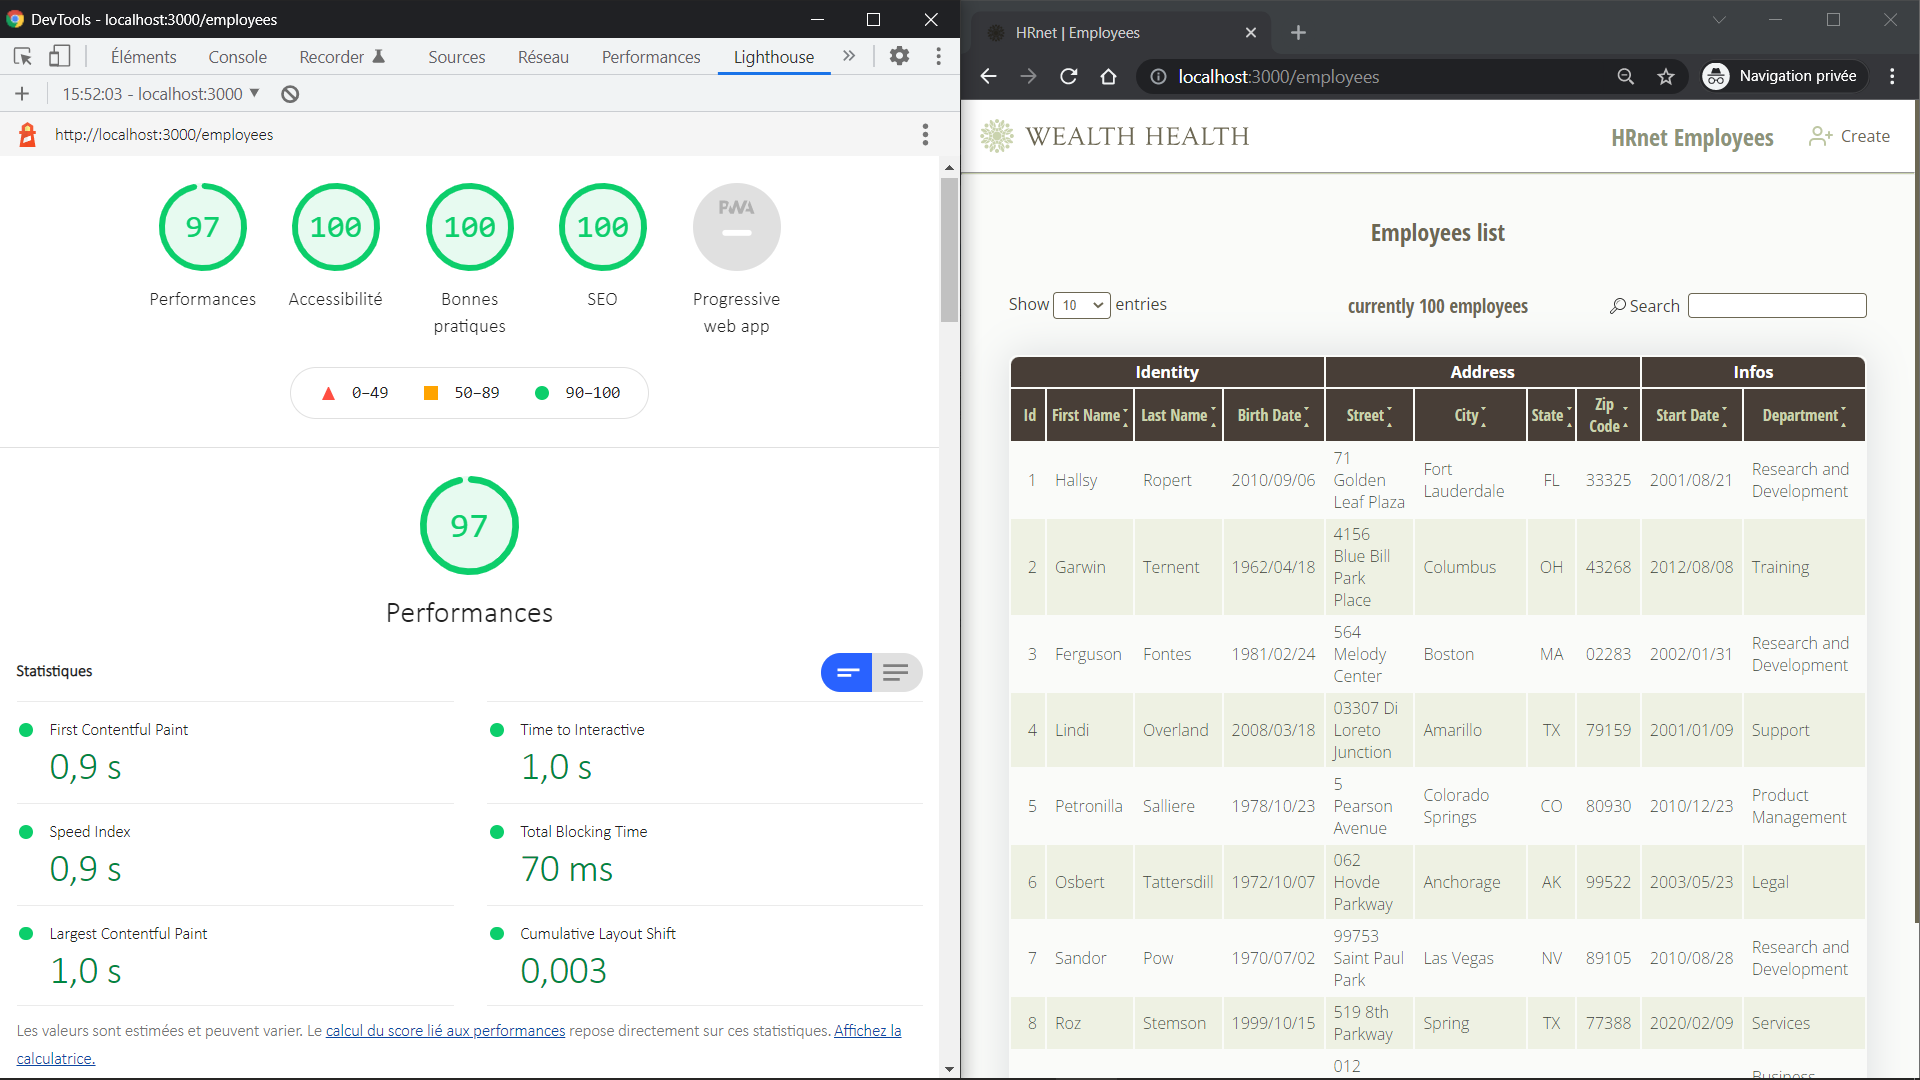 DevTools - localhost:3000/employees
Éléments Console Recorder Sources Réseau Performances Lighthouse
15:52:03 - localhost:3000
http://localhost:3000/employees
97 100 100 100 PWA
Performances Accessibilité Bonnes pratiques SEO Progressive web app
0–49 50–89 90–100
97
Performances
Statistiques
First Contentful Paint
0,9 s
Time to Interactive
1,0 s
Speed Index
0,9 s
Total Blocking Time
70 ms
Largest Contentful Paint
1,0 s
Cumulative Layout Shift
0,003
Les valeurs sont estimées et peuvent varier. Le calcul du score lié aux performances repose directement sur ces statistiques. Affichez la
calculatrice.
HRnet | Employees
localhost:3000/employees
Navigation privée
WEALTH HEALTH
HRnet Employees
Create
Employees list
Show 10 entries
currently 100 employees
Search
Identity Address Infos
Id First Name Last Name Birth Date Street City State Zip Code Start Date Department
1 Hallsy Ropert 2010/09/06 71 Golden Leaf Plaza Fort Lauderdale FL 33325 2001/08/21 Research and Development
2 Garwin Ternent 1962/04/18 4156 Blue Bill Park Place Columbus OH 43268 2012/08/08 Training
3 Ferguson Fontes 1981/02/24 564 Melody Center Boston MA 02283 2002/01/31 Research and Development
4 Lindi Overland 2008/03/18 03307 Di Loreto Junction Amarillo TX 79159 2001/01/09 Support
5 Petronilla Salliere 1978/10/23 5 Pearson Avenue Colorado Springs CO 80930 2010/12/23 Product Management
6 Osbert Tattersdill 1972/10/07 062 Hovde Parkway Anchorage AK 99522 2003/05/23 Legal
7 Sandor Pow 1970/07/02 99753 Saint Paul Park Las Vegas NV 89105 2010/08/28 Research and Development
8 Roz Stemson 1999/10/15 519 8th Parkway Spring TX 77388 2020/02/09 Services
012 Business